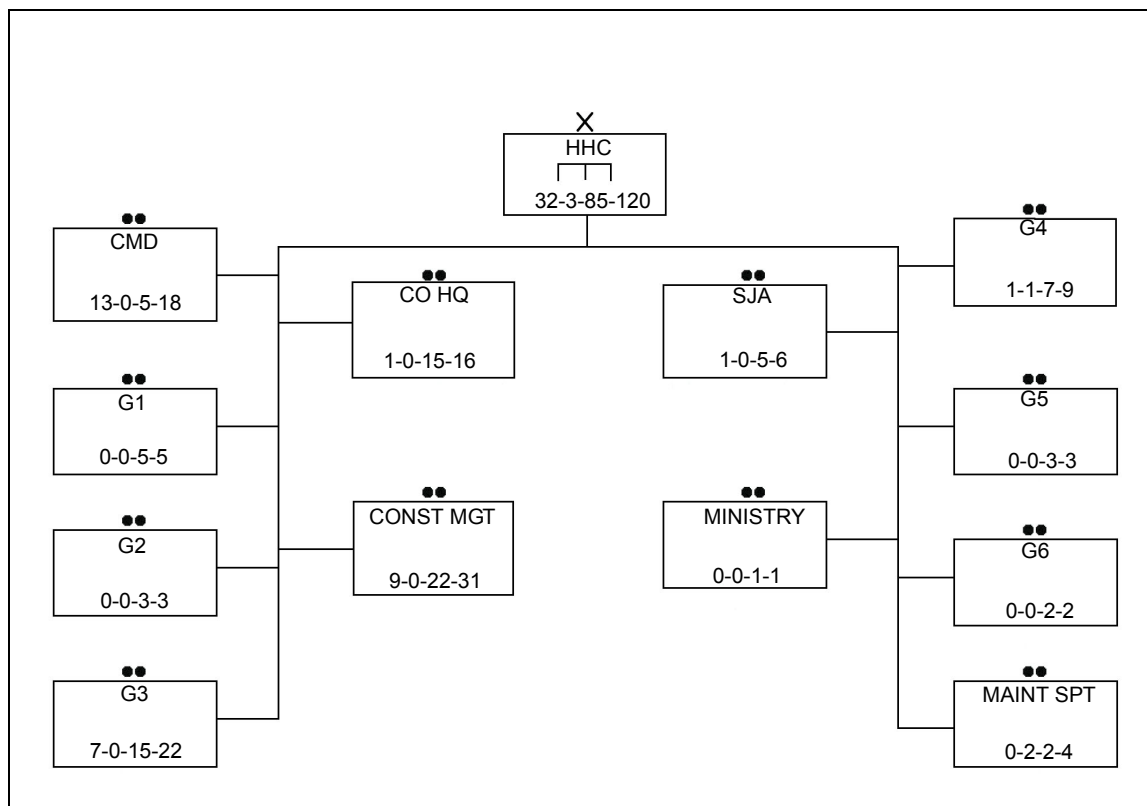 X
HHC
32-3-85-120
CMD
13-0-5-18
G1
0-0-5-5
G2
0-0-3-3
G3
7-0-15-22
CO HQ
1-0-15-16
CONST MGT
9-0-22-31
SJA
1-0-5-6
MINISTRY
0-0-1-1
G4
1-1-7-9
G5
0-0-3-3
G6
0-0-2-2
MAINT SPT
0-2-2-4